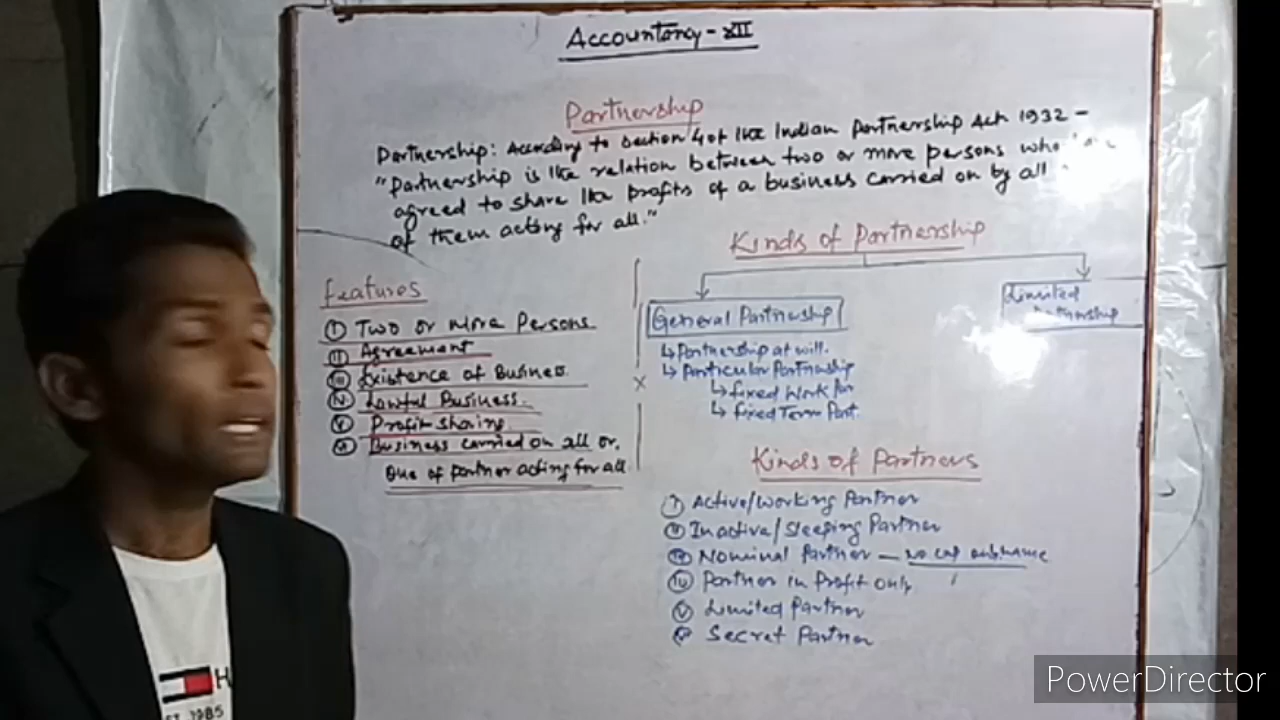 Accountancy - XII
Partnership
Partnership: According to Section 4 of the Indian Partnership Act 1932 -
"Partnership is the relation between two or more persons who
agreed to share the profits of a business carried on by all
of them acting for all."
Features
(I) Two or more Persons
(II) Agreement
(III) Existence of Business
(IV) Lawful Business
(V) Profit sharing
(VI) Business carried on all or
One of partner acting for all
Kinds of Partnership
General Partnership
↳ Partnership at will.
↳ Particular Partnership
↳ fixed Work Par
↳ fixed Term Part.
Limited
Kinds of Partners
(I) Active/working Partner
(II) Inactive/Sleeping Partner
(III) Nominal Partner - No cap
(IV) Partner in Profit only
(V) Limited Partner
Secret Partner
H
EST. 1985
PowerDirector